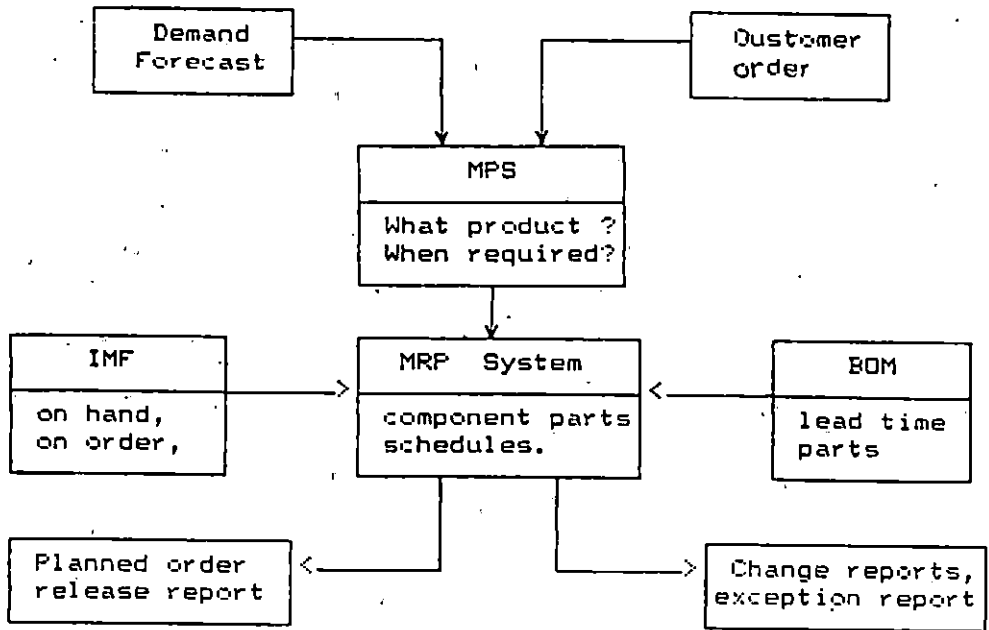 Demand
Forecast
Oustomer
order
MPS
What product ?
When required?
IMF
on hand,
on order,
MRP System
component parts
schedules.
BOM
lead time
parts
Planned order
release report
Change reports,
exception report